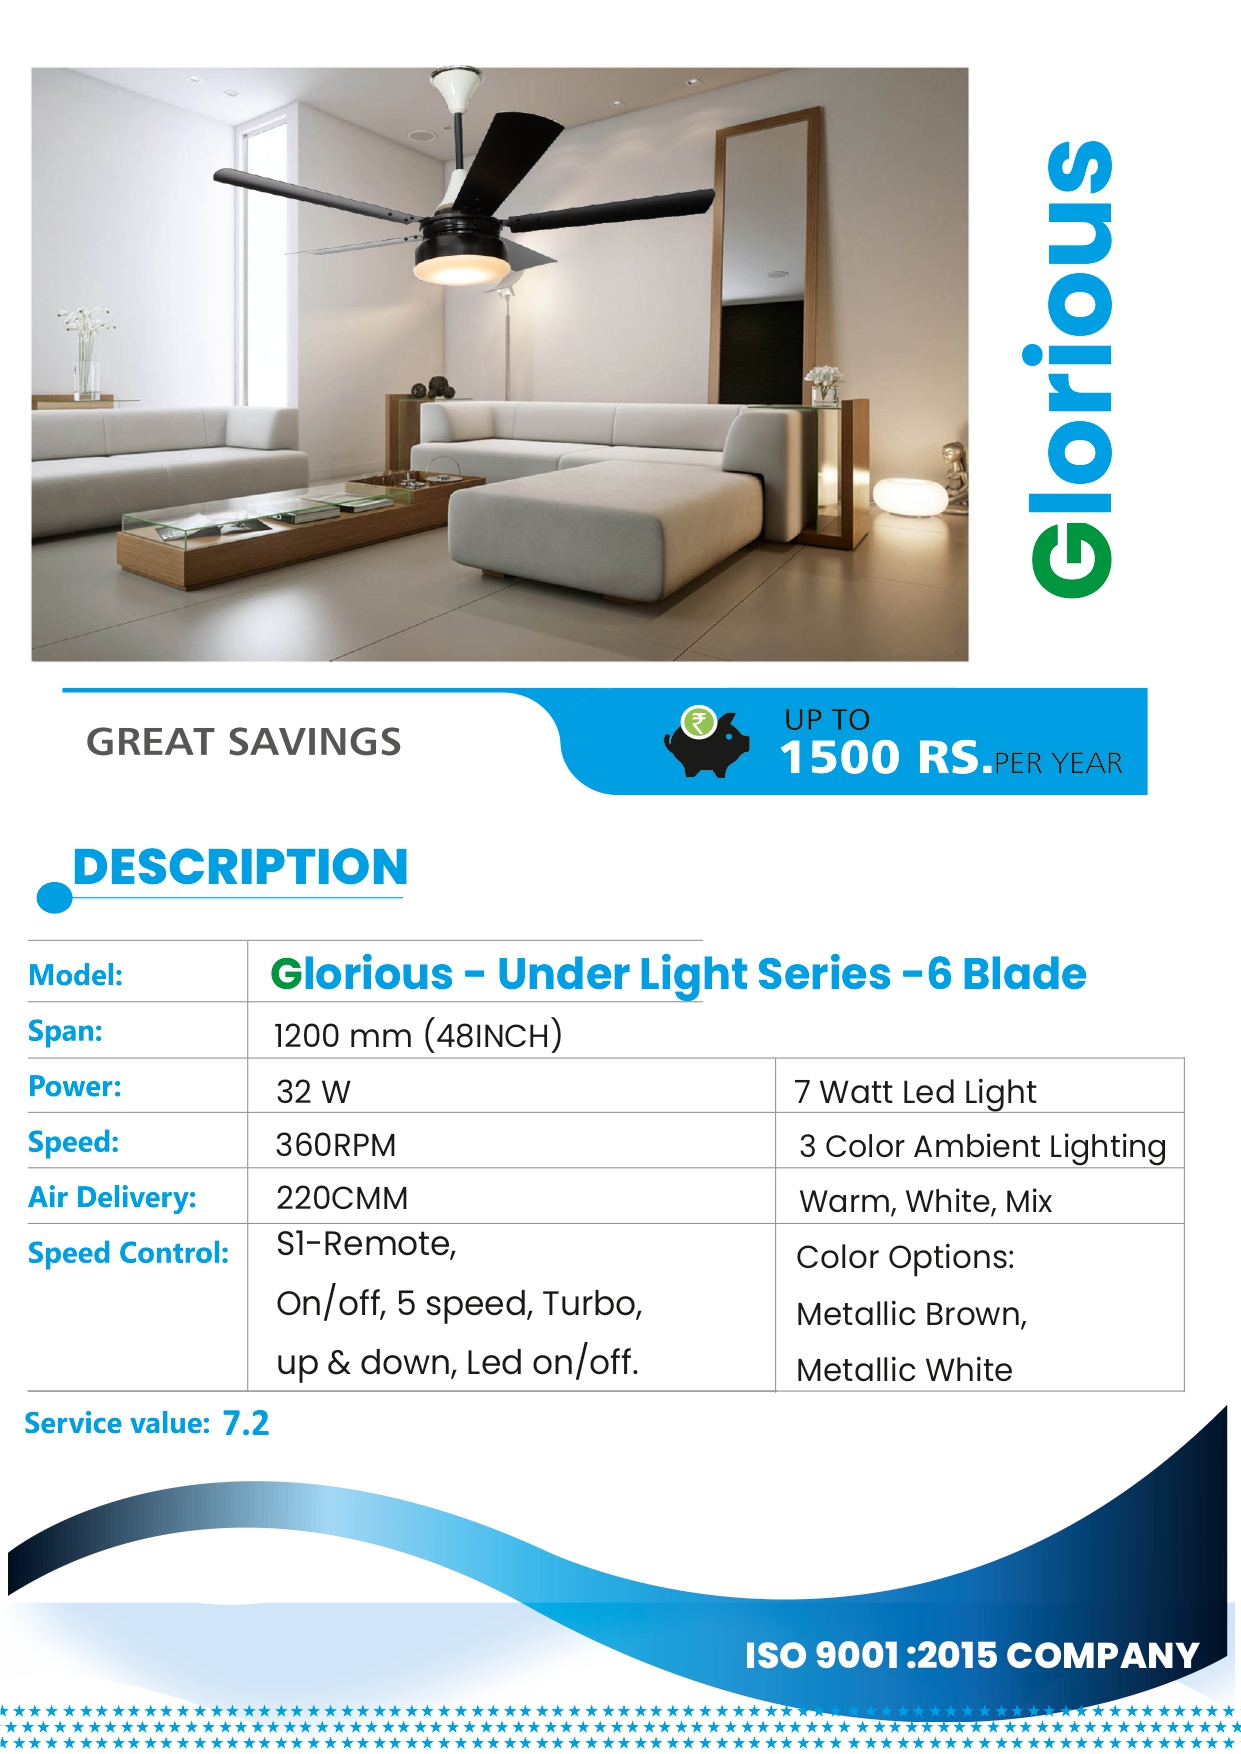 Glorious
GREAT SAVINGS
₹
UP TO
1500 RS.PER YEAR
DESCRIPTION
Model: Glorious - Under Light Series -6 Blade
Span: 1200 mm (48INCH)
Power: 32 W 7 Watt Led Light
Speed: 360RPM 3 Color Ambient Lighting
Air Delivery: 220CMM Warm, White, Mix
Speed Control: S1-Remote, Color Options:
On/off, 5 speed, Turbo, Metallic Brown,
up & down, Led on/off. Metallic White
Service value: 7.2
ISO 9001 :2015 COMPANY